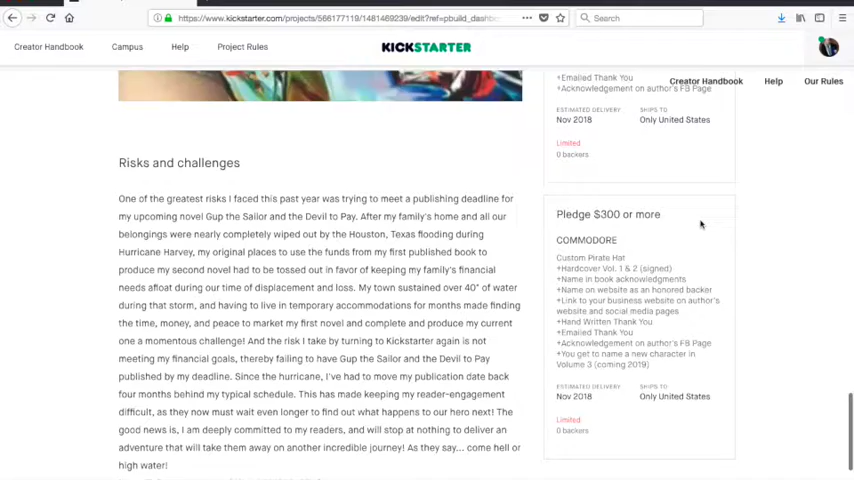 https://www.kickstarter.com/projects/566177119/1481469239/edit?ref=pbuild_dashb
Search
Creator Handbook
Campus
Help
Project Rules
KICKSTARTER
+Emailed Thank You
+Acknowledgement on author's FB Page
Creator Handbook
Help
Our Rules
ESTIMATED DELIVERY
SHIPS TO
Nov 2018
Only United States
Limited
0 backers
Risks and challenges
One of the greatest risks I faced this past year was trying to meet a publishing deadline for
my upcoming novel Gup the Sailor and the Devil to Pay. After my family's home and all our
belongings were nearly completely wiped out by the Houston, Texas flooding during
Hurricane Harvey, my original places to use the funds from my first published book to
produce my second novel had to be tossed out in favor of keeping my family's financial
needs afloat during our time of displacement and loss. My town sustained over 40" of water
during that storm, and having to live in temporary accommodations for months made finding
the time, money, and peace to market my first novel and complete and produce my current
one a momentous challenge! And the risk I take by turning to Kickstarter again is not
meeting my financial goals, thereby failing to have Gup the Sailor and the Devil to Pay
published by my deadline. Since the hurricane, I've had to move my publication date back
four months behind my typical schedule. This has made keeping my reader-engagement
difficult, as they now must wait even longer to find out what happens to our hero next! The
good news is, I am deeply committed to my readers, and will stop at nothing to deliver an
adventure that will take them away on another incredible journey! As they say... come hell or
high water!
Pledge $300 or more
COMMODORE
Custom Pirate Hat
+Hardcover Vol. 1 & 2 (signed)
+Name in book acknowledgments
+Name on website as an honored backer
+Link to your business website on author's
website and social media pages
+Hand Written Thank You
+Emailed Thank You
+Acknowledgement on author's FB Page
+You get to name a new character in
Volume 3 (coming 2019)
ESTIMATED DELIVERY
SHIPS TO
Nov 2018
Only United States
Limited
0 backers